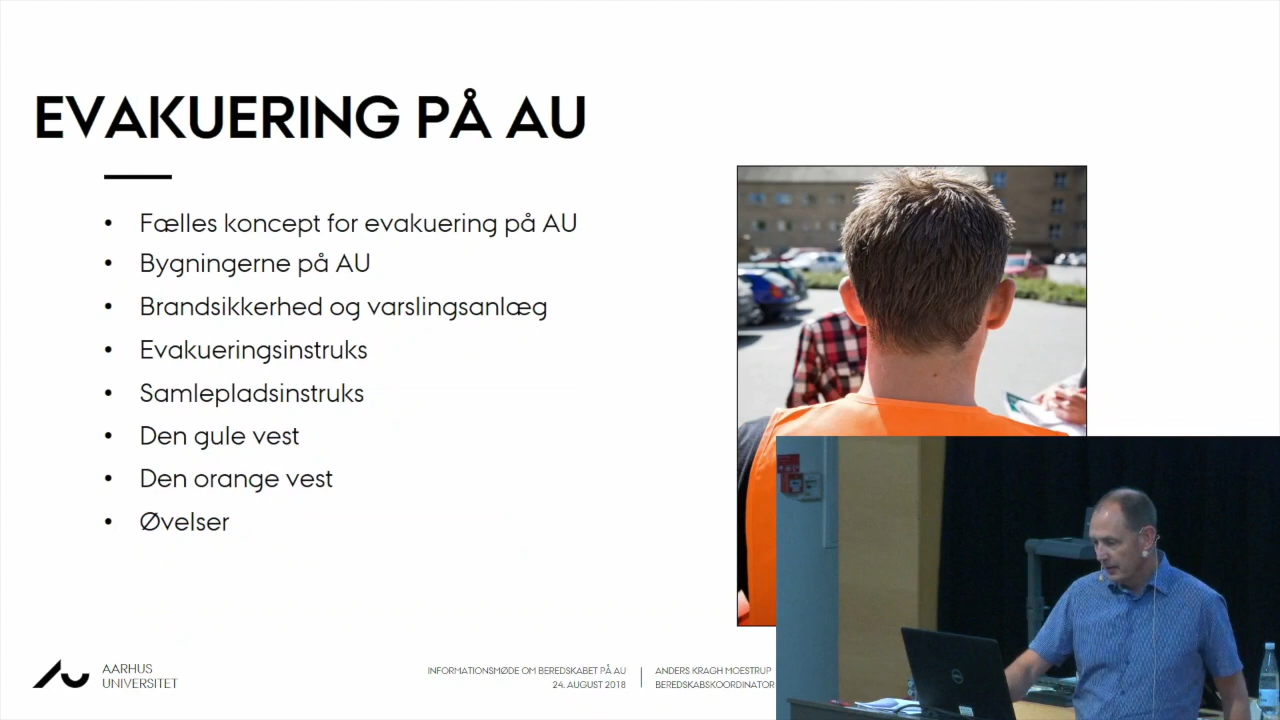 EVAKUERING PÅ AU
• Fælles koncept for evakuering på AU
• Bygningerne på AU
• Brandsikkerhed og varslingsanlæg
• Evakueringsinstruks
• Samlepladsinstruks
• Den gule vest
• Den orange vest
• Øvelser
AARHUS
UNIVERSITET
INFORMATIONSMØDE OM BEREDSKABET PÅ AU
24. AUGUST 2018
ANDERS KRAGH MOESTRUP
BEREDSKABSKOORDINATOR
DELL